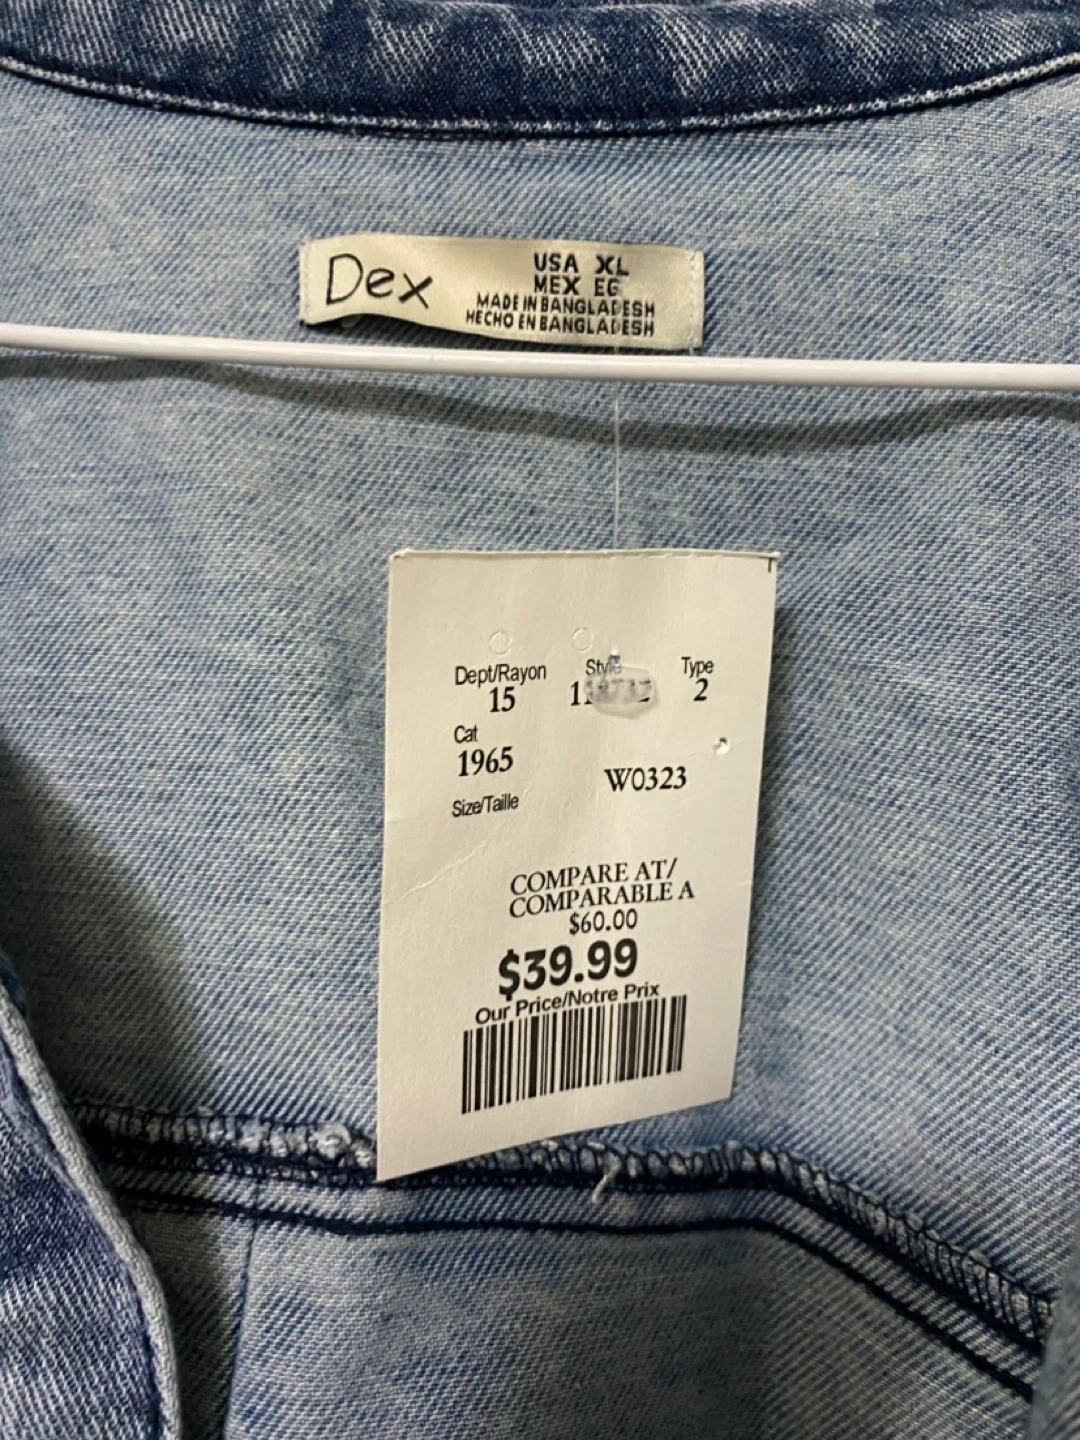 Dex
USA XL
MEX EG
MADE IN BANGLADESH
HECHO EN BANGLADESH
Dept/Rayon Style Type
15 2
Cat
1965
W0323
Size/Taille
COMPARE AT/
COMPARABLE A
$60.00
$39.99
Our Price/Notre Prix